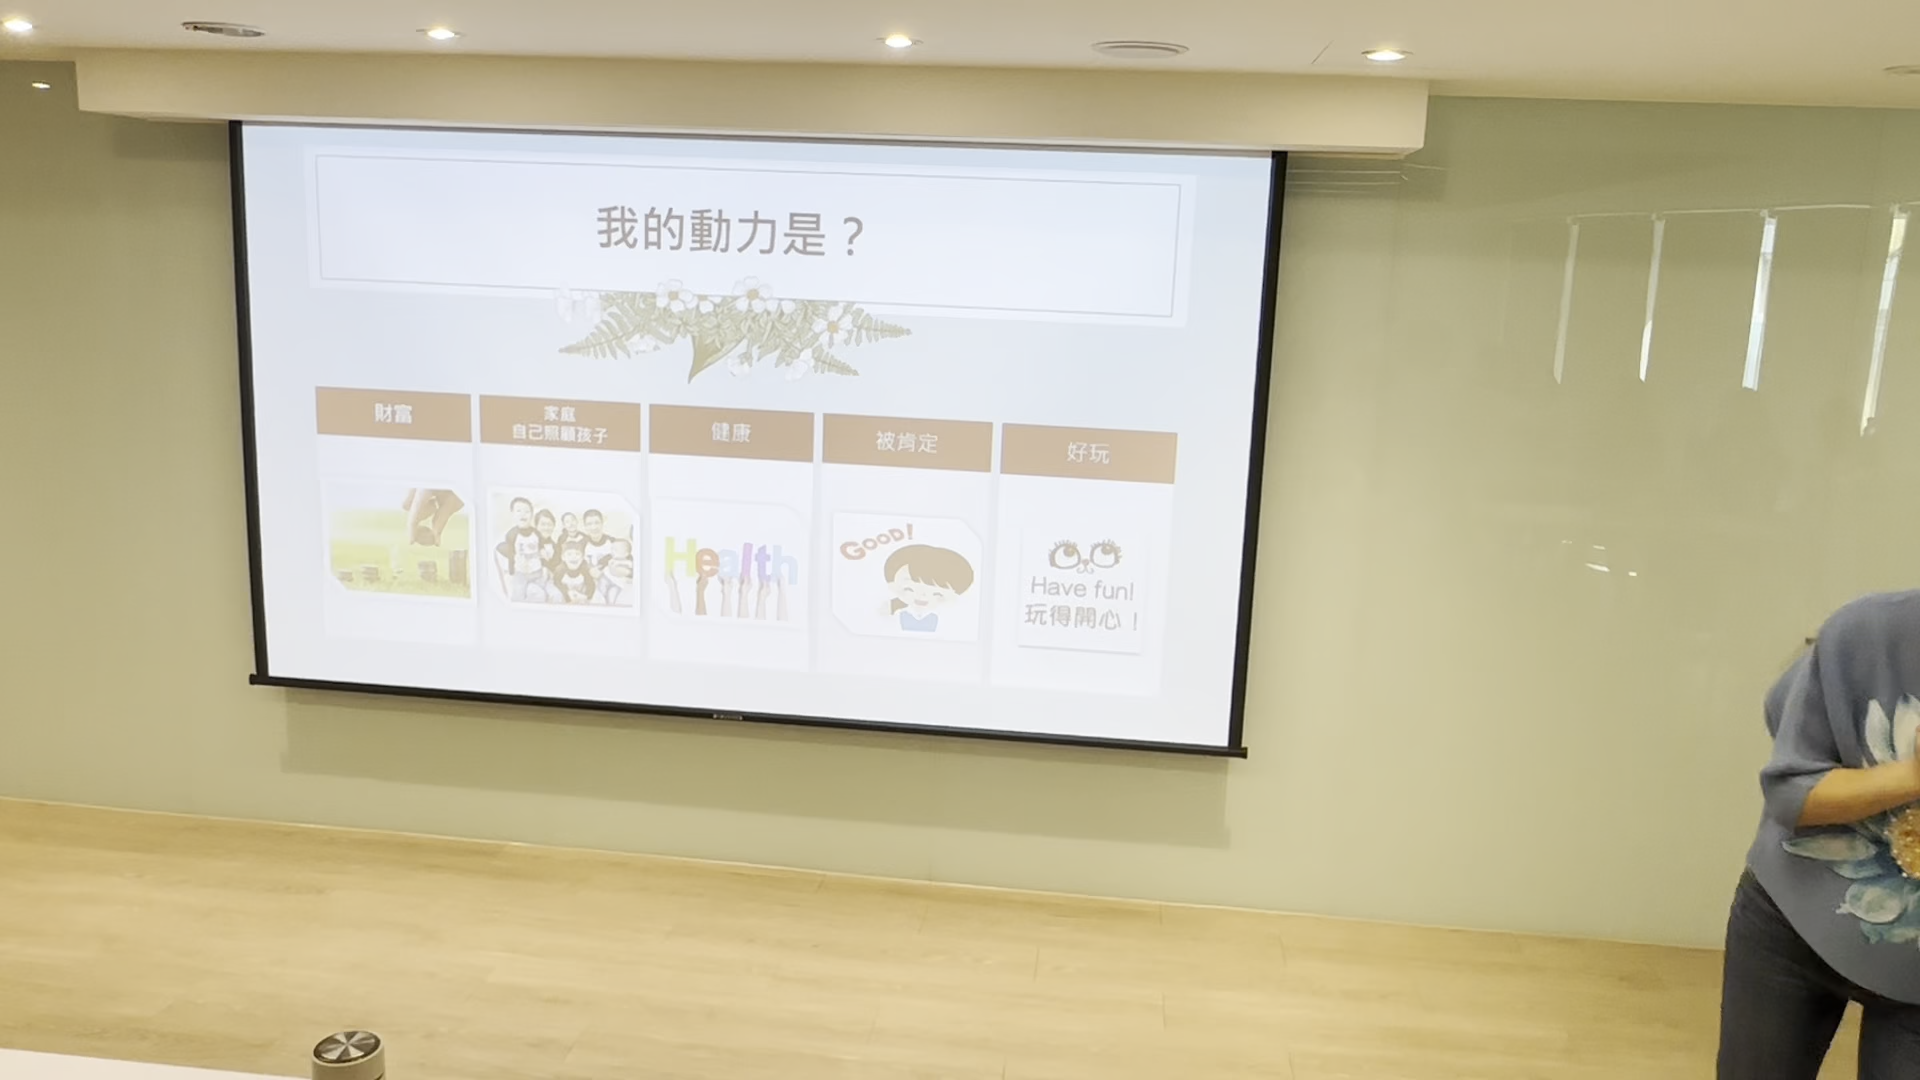 我的動力是？
財富
家庭
自己照顧孩子
健康
被肯定
好玩
Health
GOOD!
Have fun!
玩得開心！